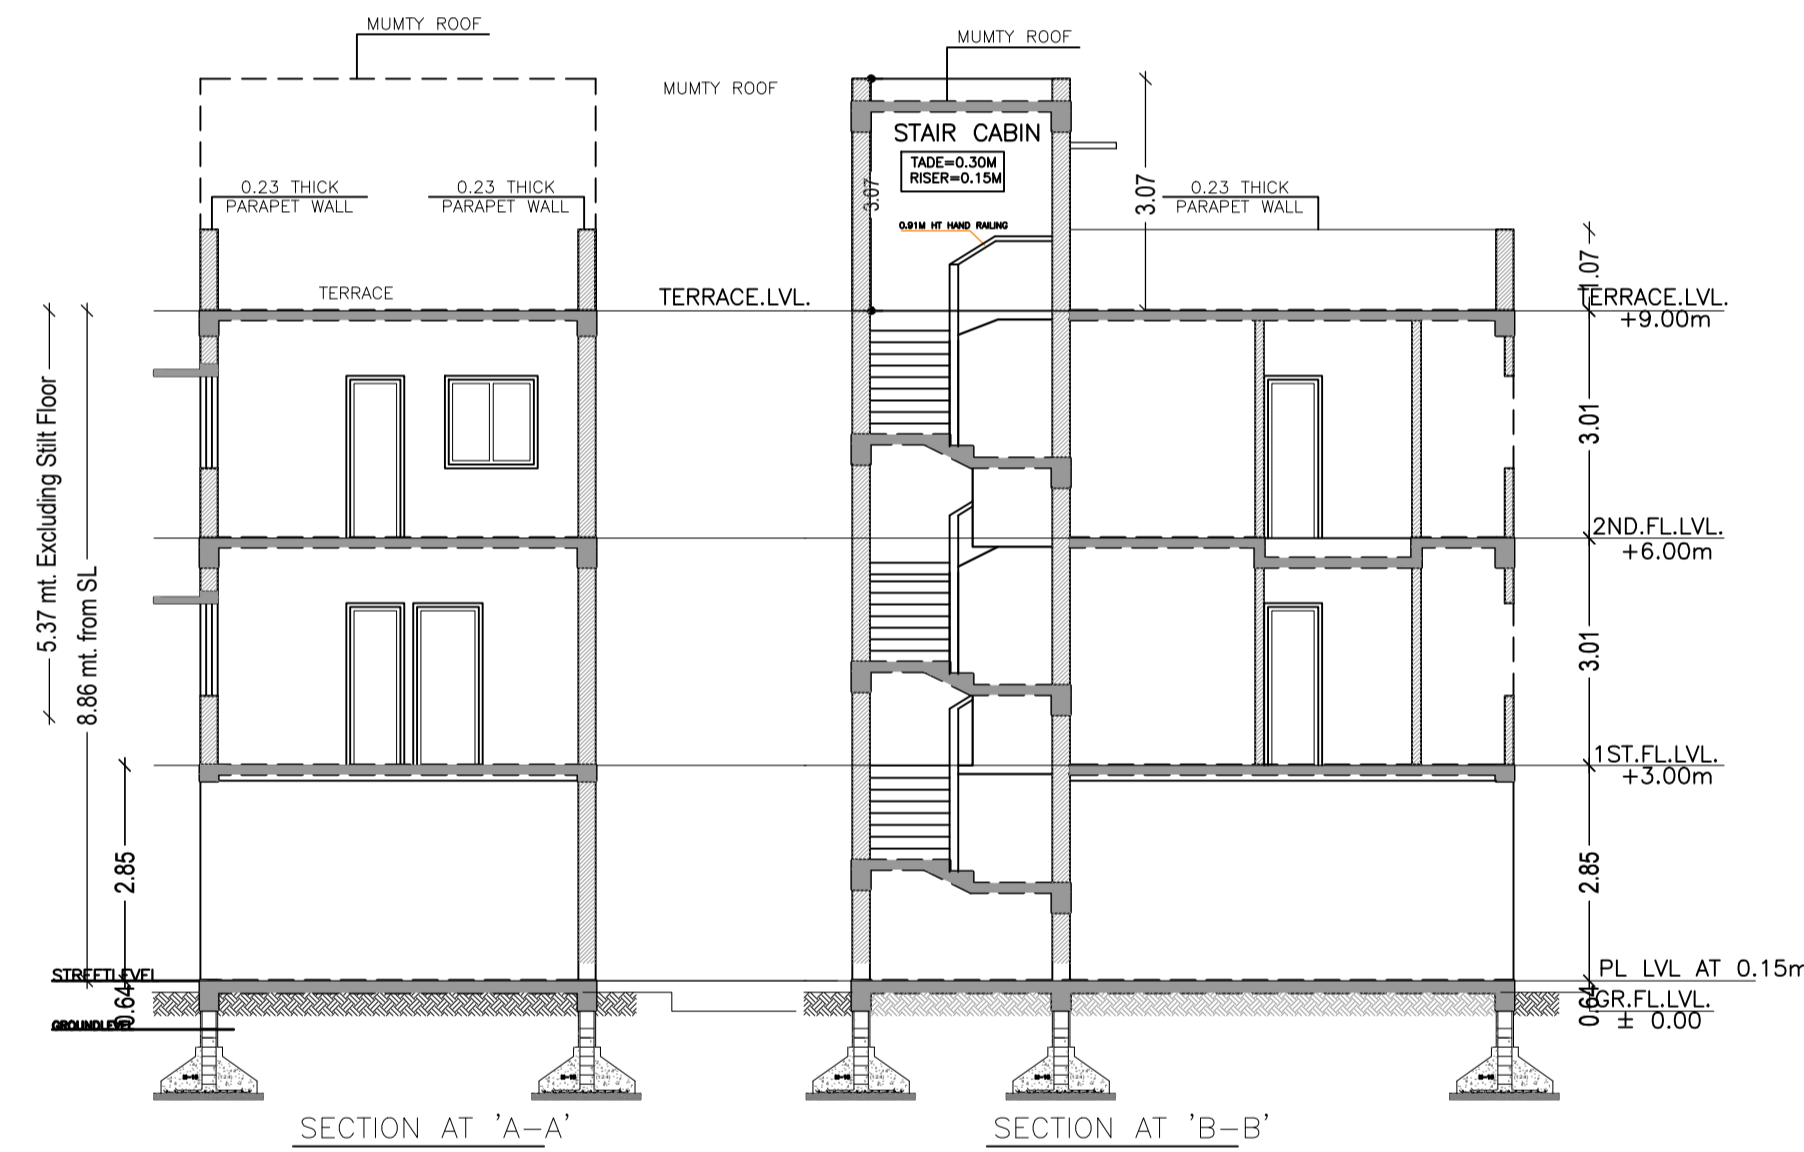 MUMTY ROOF
MUMTY ROOF
MUMTY ROOF
STAIR CABIN
TADE=0.30M
RISER=0.15M
3.07
3.07
0.23 THICK
PARAPET WALL
0.23 THICK
PARAPET WALL
0.23 THICK
PARAPET WALL
0.91M HT HAND RAILING
1.07
TERRACE
TERRACE.LVL.
TERRACE.LVL.
+9.00m
5.37 mt. Excluding Stilt Floor
8.86 mt. from SL
3.01
2ND.FL.LVL.
+6.00m
3.01
1ST.FL.LVL.
+3.00m
2.85
2.85
STREETLEVEL
PL LVL AT 0.15m
0.64
0.64
GR.FL.LVL.
± 0.00
GROUNDLEVEL
SECTION AT 'A-A'
SECTION AT 'B-B'